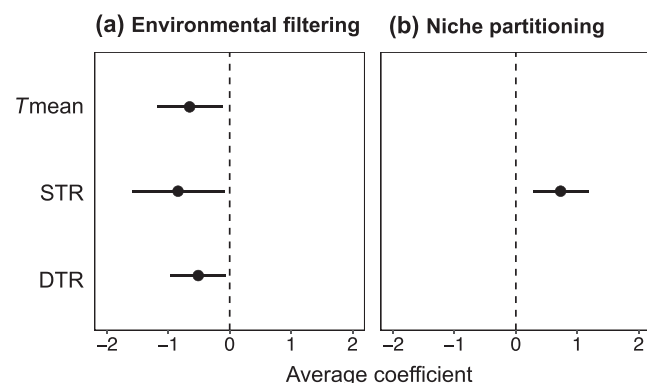 (a) Environmental filtering
(b) Niche partitioning
Tmean
STR
DTR
−2 −1 0 1 2
−2 −1 0 1 2
Average coefficient